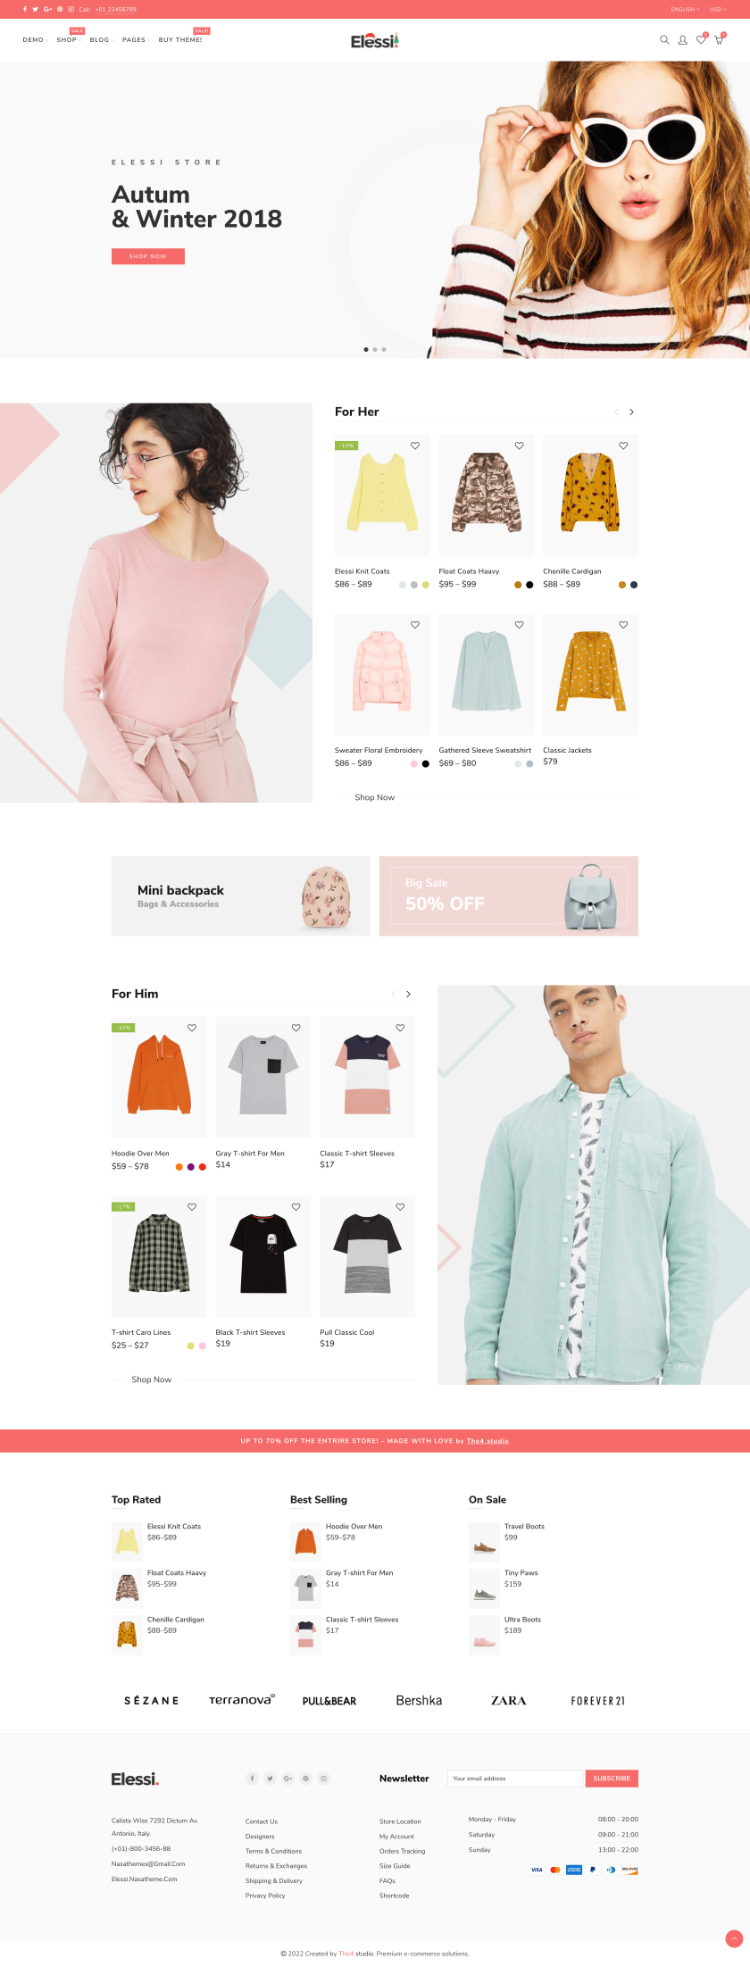 Call +01 23456789
ENGLISH
USD
SALE
SALE!
DEMO SHOP BLOG PAGES BUY THEME!
Elessi
0
0
ELESSI STORE
Autum
& Winter 2018
SHOP NOW
For Her
Elessi Knit Coats
$86 – $89
Float Coats Haavy
$95 – $99
Chenille Cardigan
$88 – $89
Sweater Floral Embroidery
$86 – $89
Gathered Sleeve Sweatshirt
$69 – $80
Classic Jackets
$79
Shop Now
Mini backpack
Bags & Accessories
Big Sale
50% OFF
For Him
Hoodie Over Men
$59 – $78
Gray T-shirt For Men
$14
Classic T-shirt Sleeves
$17
-17%
T-shirt Caro Lines
$25 – $27
Black T-shirt Sleeves
$19
Pull Classic Cool
$19
Shop Now
UP TO 70% OFF THE ENTRIRE STORE! – MADE WITH LOVE by The4 studio
Top Rated
Elessi Knit Coats
$86–$89
Float Coats Haavy
$95–$99
Chenille Cardigan
$88–$89
Best Selling
Hoodie Over Men
$59–$78
Gray T-shirt For Men
$14
Classic T-shirt Sleeves
$17
On Sale
Travel Boots
$99
Tiny Paws
$159
Ultra Boots
$189
SÉZANE
Terranova®
PULL&BEAR
Bershka
ZARA
FOREVER 21
Elessi.
Newsletter
Your email address
SUBSCRIBE
Calista Wise 7292 Dictum Av.
Antonio, Italy.
(+01)-800-3456-88
Nasathemes@Gmail.Com
Elessi.Nasatheme.Com
Contact Us
Designers
Terms & Conditions
Returns & Exchanges
Shipping & Delivery
Privacy Policy
Store Location
My Account
Orders Tracking
Size Guide
FAQs
Shortcode
Monday - Friday 08:00 - 20:00
Saturday 09:00 - 21:00
Sunday 13:00 - 22:00
VISA
DISCOVER
© 2022 Created by The4 studio. Premium e-commerce solutions.